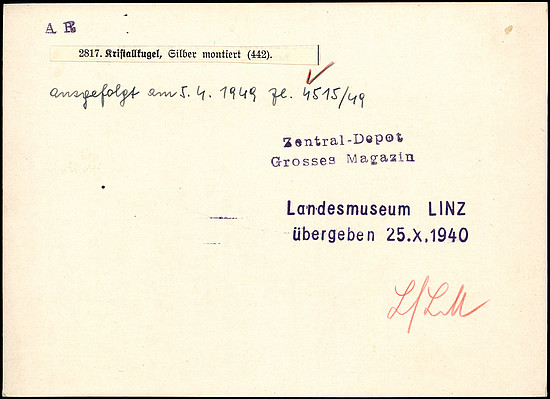 A R
2817. Kristallkugel, Silber montiert (442).
ausgefolgt am 5. 4. 1949 zl. 4515/49
Zentral-Depot
Grosses Magazin
Landesmuseum LINZ
übergeben 25.X.1940
L/LM